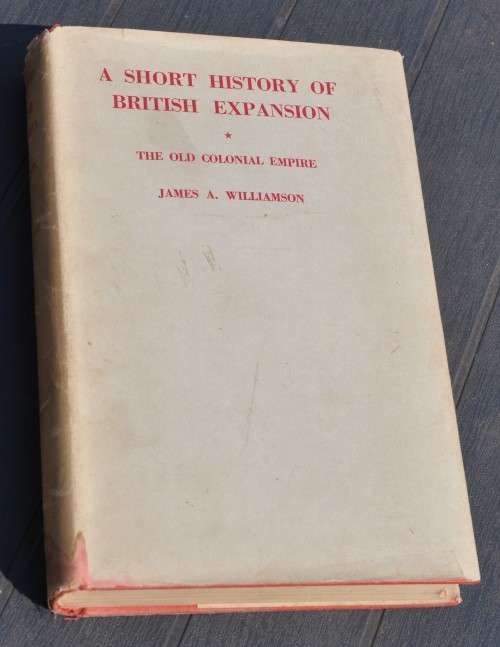 A SHORT HISTORY OF
BRITISH EXPANSION
★
THE OLD COLONIAL EMPIRE
JAMES A. WILLIAMSON